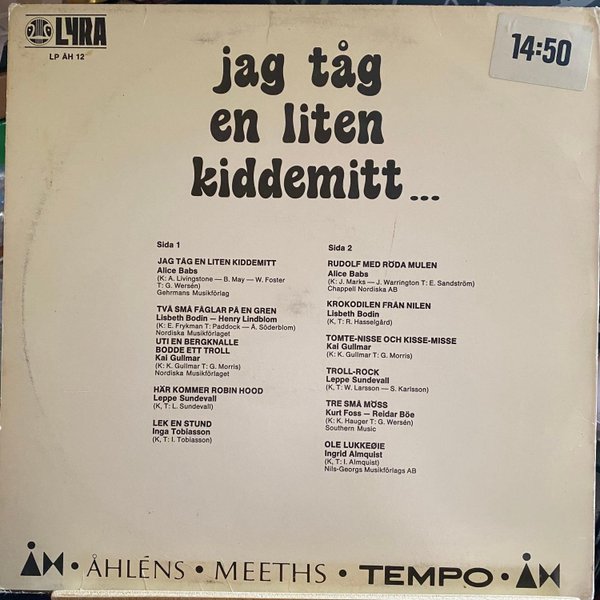 LYRA
LP ÅH 12
14:50
jag tåg
en liten
kiddemitt...
Sida 1
JAG TÅG EN LITEN KIDDEMITT
Alice Babs
(K: A. Livingstone — B. May — W. Foster
T: G. Wersén)
Gehrmans Musikförlag
TVÅ SMÅ FÅGLAR PÅ EN GREN
Lisbeth Bodin — Henry Lindblom
(K: E. Frykman T: Paddock — Å. Söderblom)
Nordiska Musikförlaget
UTI EN BERGKNALLE
BODDE ETT TROLL
Kai Gullmar
(K: K. Gullmar T: G. Morris)
Nordiska Musikförlaget
HÄR KOMMER ROBIN HOOD
Leppe Sundevall
(K, T: L. Sundevall)
LEK EN STUND
Inga Tobiasson
(K, T: I. Tobiasson)
Sida 2
RUDOLF MED RÖDA MULEN
Alice Babs
(K: J. Marks — J. Warrington T: E. Sandström)
Chappell Nordiska AB
KROKODILEN FRÅN NILEN
Lisbeth Bodin
(K, T: R. Hasselgård)
TOMTE-NISSE OCH KISSE-MISSE
Kai Gullmar
(K: K. Gullmar T: G. Morris)
TROLL-ROCK
Leppe Sundevall
(K, T: W. Larsson — S. Karlsson)
TRE SMÅ MÖSS
Kurt Foss — Reidar Böe
(K: K. Hauger T: G. Wersén)
Southern Music
OLE LUKKEØIE
Ingrid Almquist
(K, T: I. Almquist)
Nils-Georgs Musikförlags AB
ÅH • ÅHLÉNS • MEETHS • TEMPO • ÅH